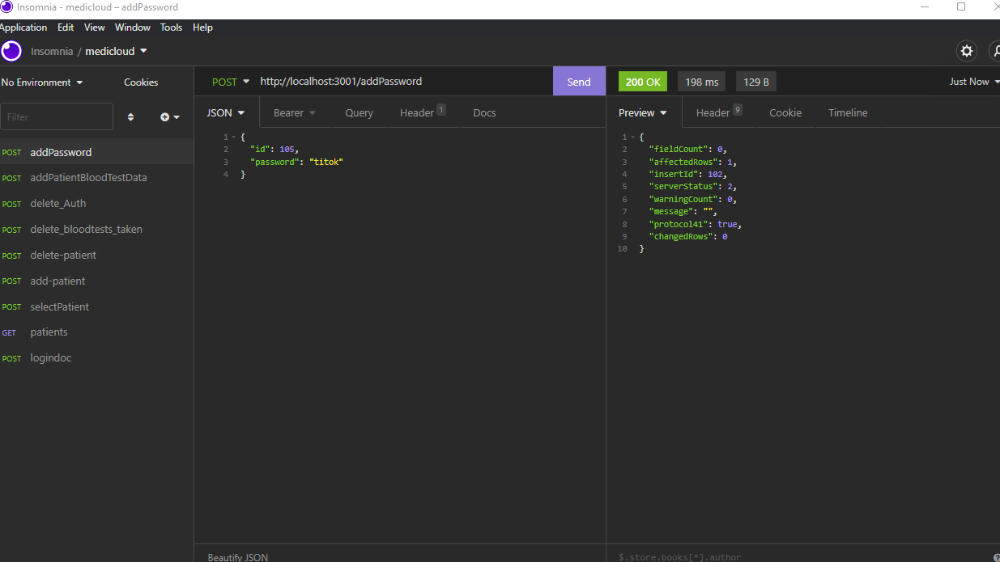 Insomnia - medicloud – addPassword
Application Edit View Window Tools Help
Insomnia / medicloud
No Environment Cookies
POST http://localhost:3001/addPassword Send 200 OK 198 ms 129 B Just Now
Filter
JSON Bearer Query Header 1 Docs
Preview Header 9 Cookie Timeline
POST addPassword
POST addPatientBloodTestData
POST delete_Auth
POST delete_bloodtests_taken
POST delete-patient
POST add-patient
POST selectPatient
GET patients
POST logindoc
1 {
2 "id": 105,
3 "password": "titok"
4 }
1 {
2 "fieldCount": 0,
3 "affectedRows": 1,
4 "insertId": 102,
5 "serverStatus": 2,
6 "warningCount": 0,
7 "message": "",
8 "protocol41": true,
9 "changedRows": 0
10 }
Beautify JSON
$.store.books[*].author